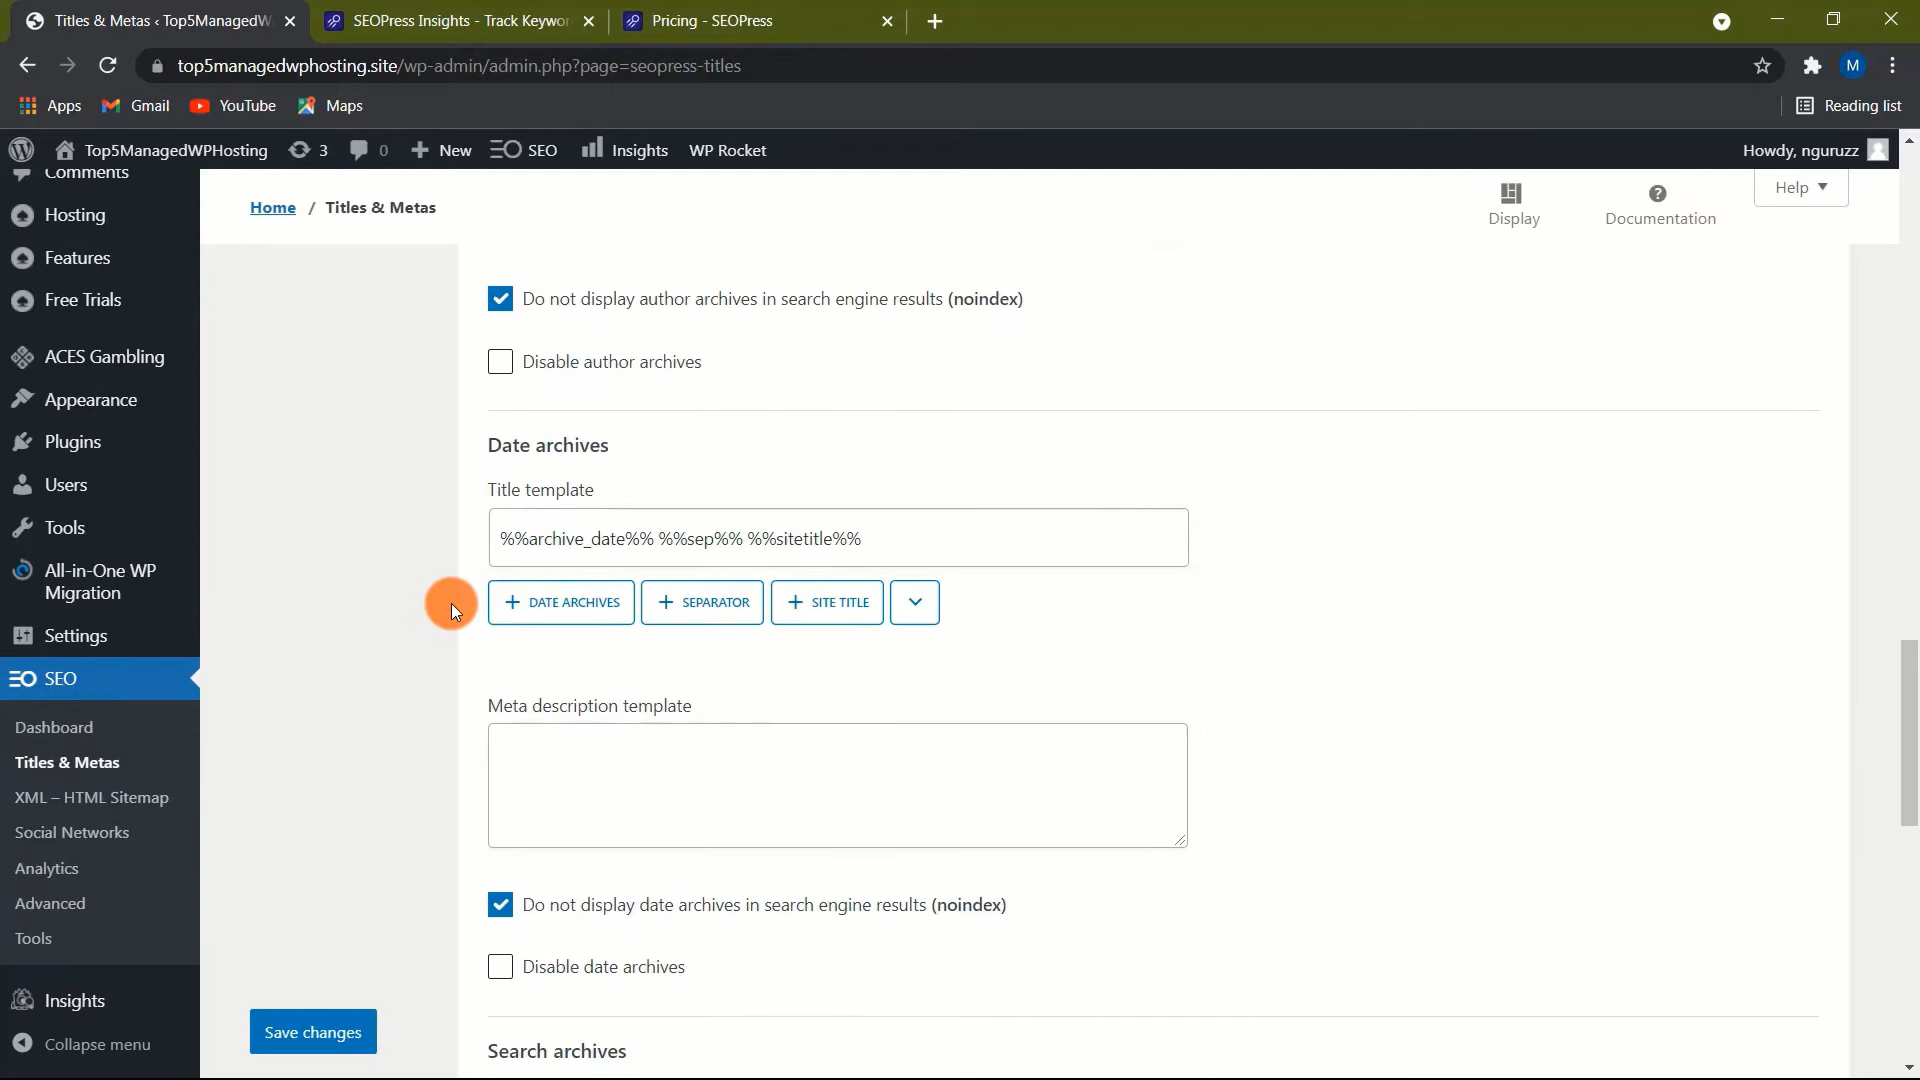 Titles & Metas ‹ Top5ManagedW
SEOPress Insights - Track Keywor
Pricing - SEOPress
top5managedwphosting.site/wp-admin/admin.php?page=seopress-titles
M
Apps
Gmail
YouTube
Maps
Reading list
Top5ManagedWPHosting
3
0
New
SEO
Insights
WP Rocket
Howdy, nguruzz
Comments
Hosting
Features
Free Trials
ACES Gambling
Appearance
Plugins
Users
Tools
All-in-One WP
Migration
Settings
SEO
Dashboard
Titles & Metas
XML – HTML Sitemap
Social Networks
Analytics
Advanced
Tools
Insights
Collapse menu
Home / Titles & Metas
Display
Documentation
Help
Do not display author archives in search engine results (noindex)
Disable author archives
Date archives
Title template
%%archive_date%% %%sep%% %%sitetitle%%
+ DATE ARCHIVES
+ SEPARATOR
+ SITE TITLE
Meta description template
Do not display date archives in search engine results (noindex)
Disable date archives
Save changes
Search archives